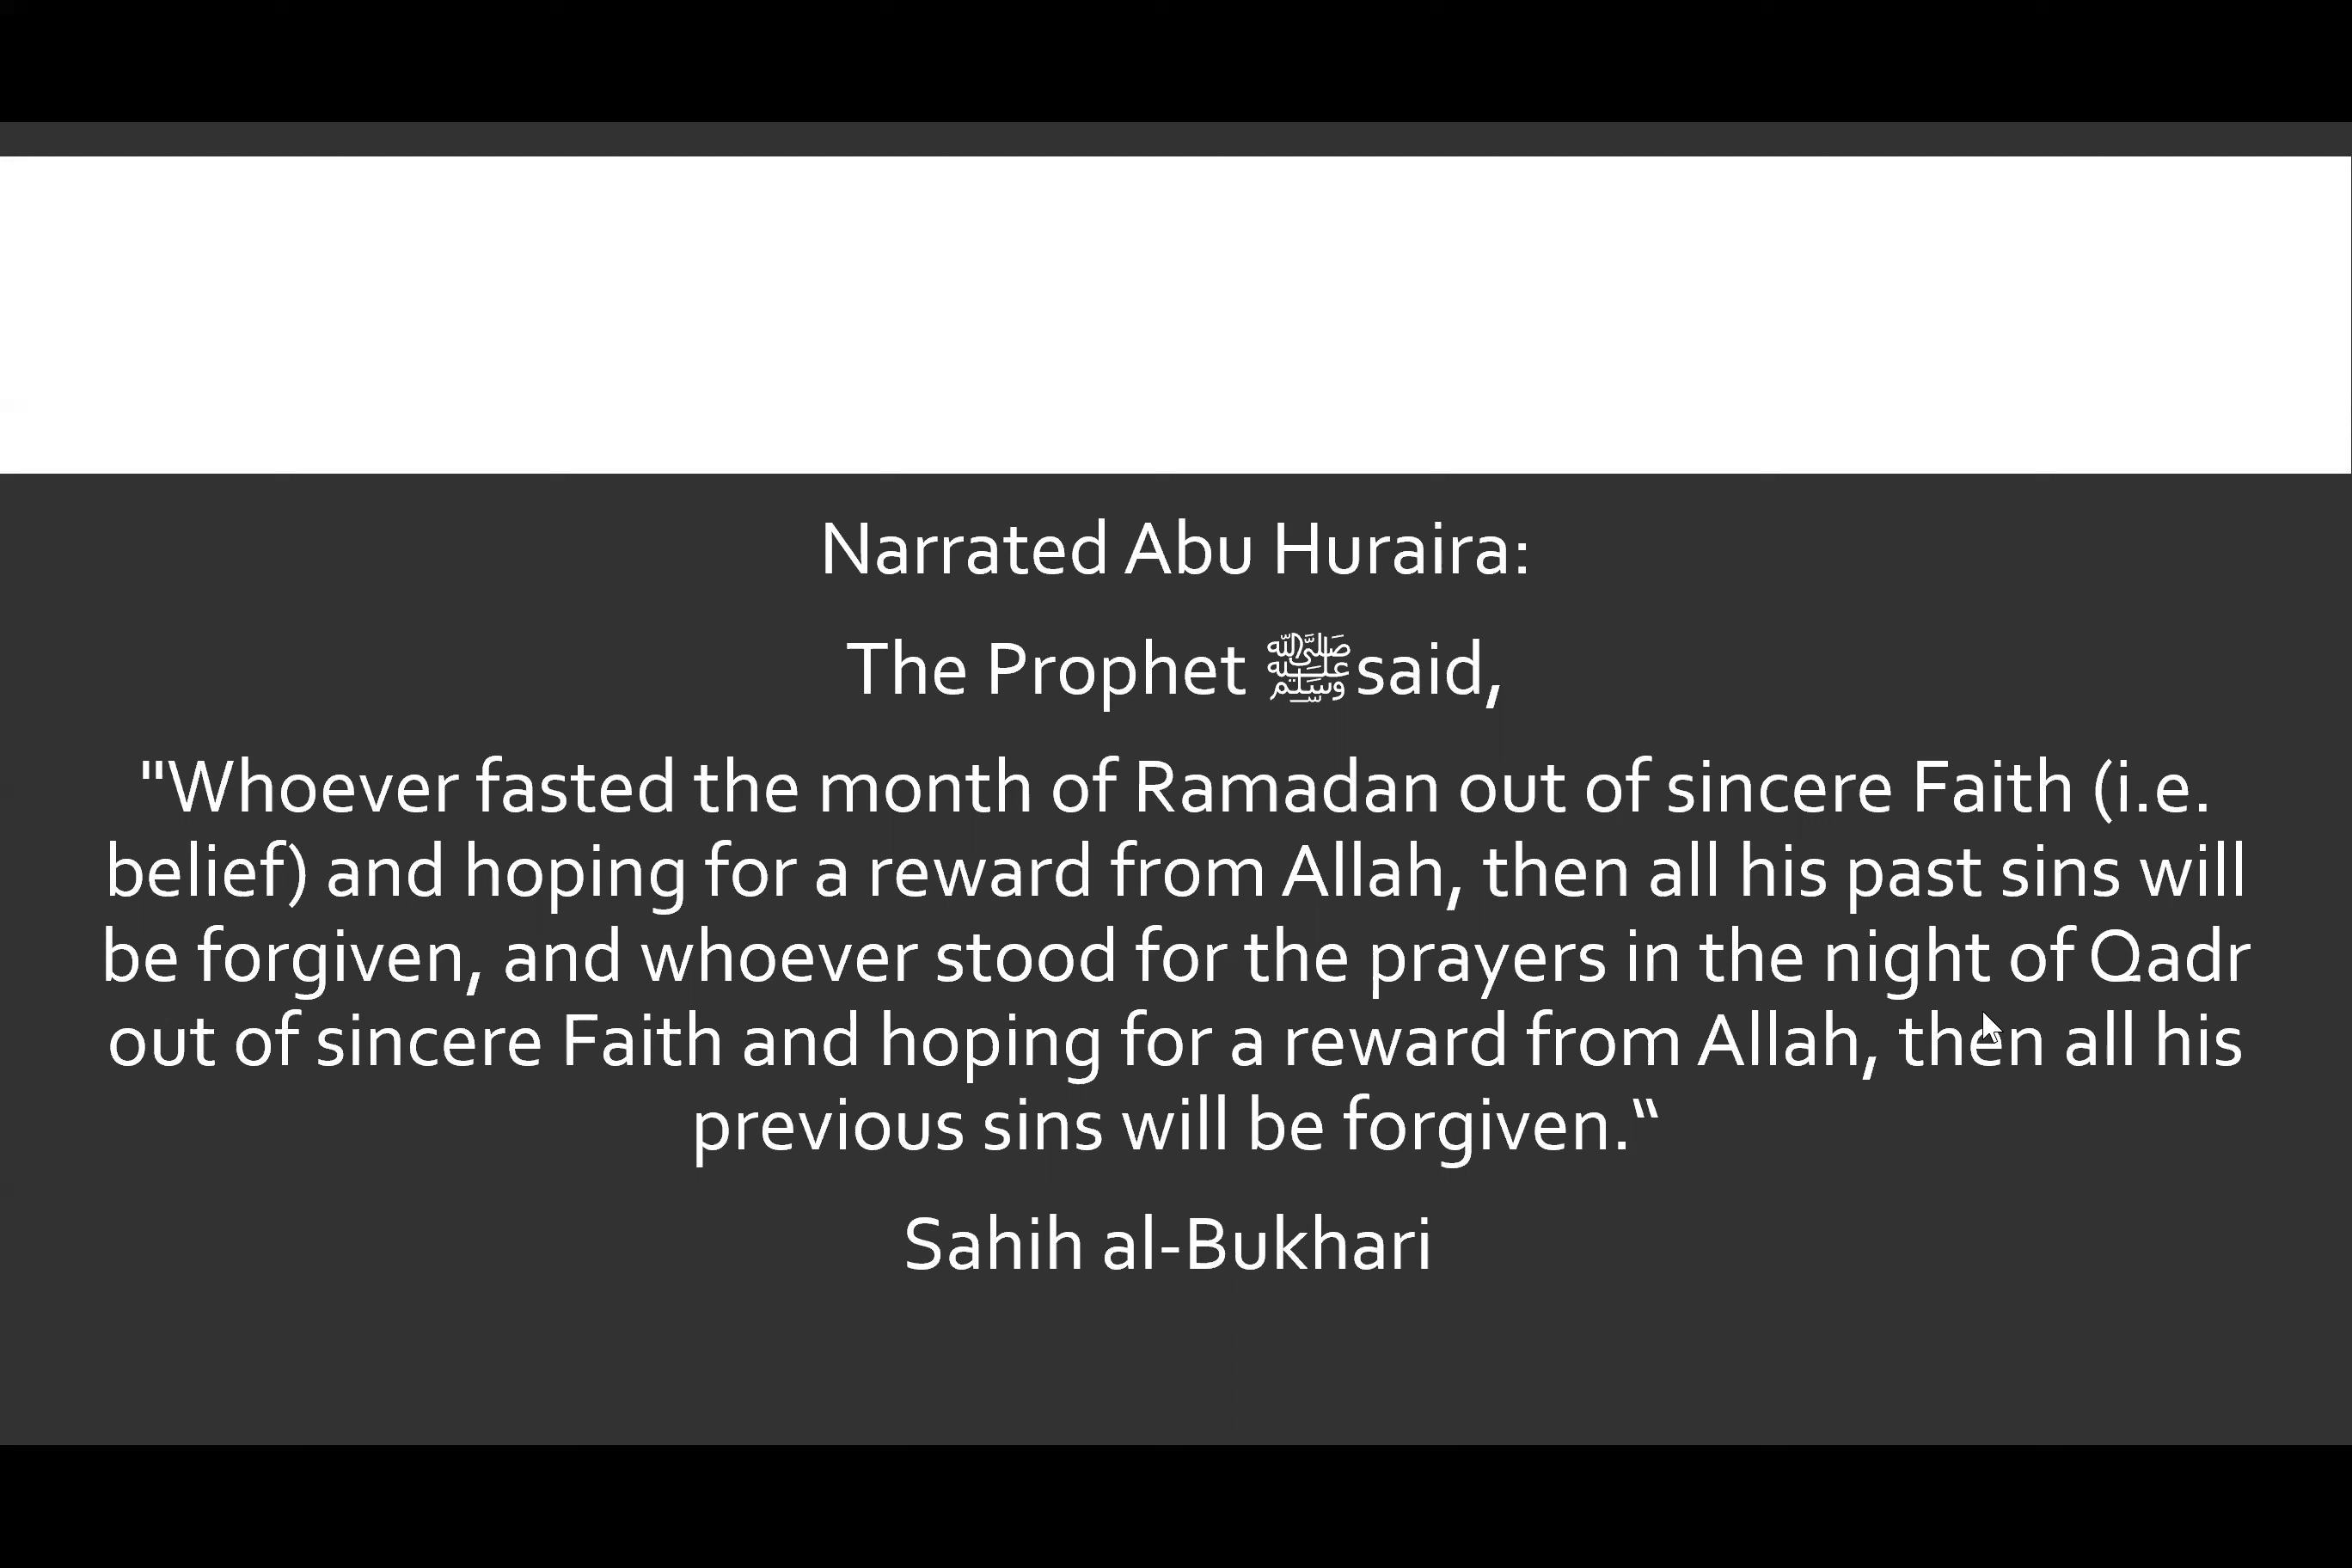 Narrated Abu Huraira:
The Prophet ﷺsaid,
"Whoever fasted the month of Ramadan out of sincere Faith (i.e.
belief) and hoping for a reward from Allah, then all his past sins will
be forgiven, and whoever stood for the prayers in the night of Qadr
out of sincere Faith and hoping for a reward from Allah, then all his
previous sins will be forgiven.“
Sahih al-Bukhari